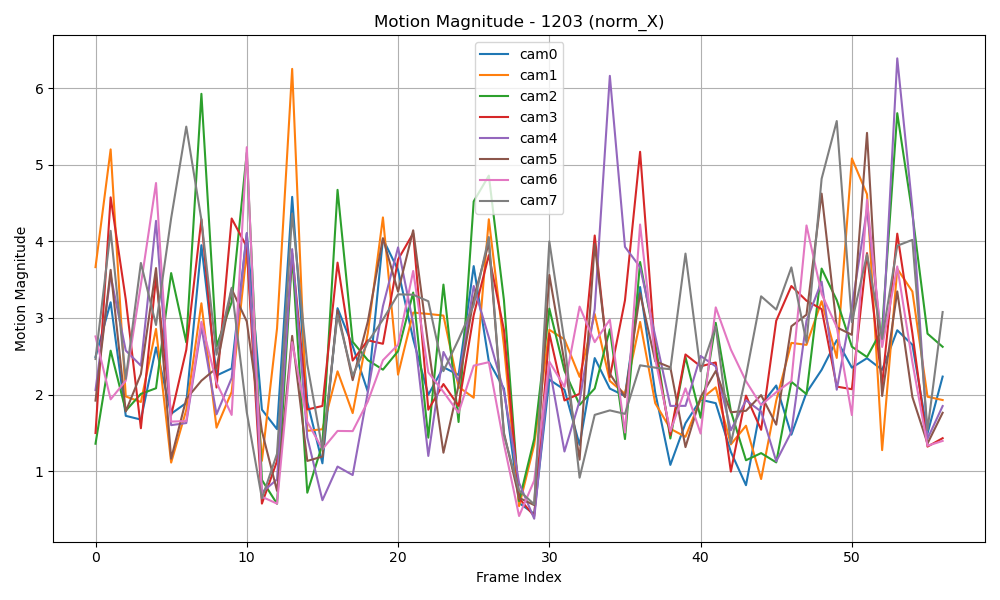 Motion Magnitude - 1203 (norm_X)
cam0
cam1
cam2
cam3
cam4
cam5
cam6
cam7
Motion Magnitude
6
5
4
3
2
1
0 10 20 30 40 50
Frame Index